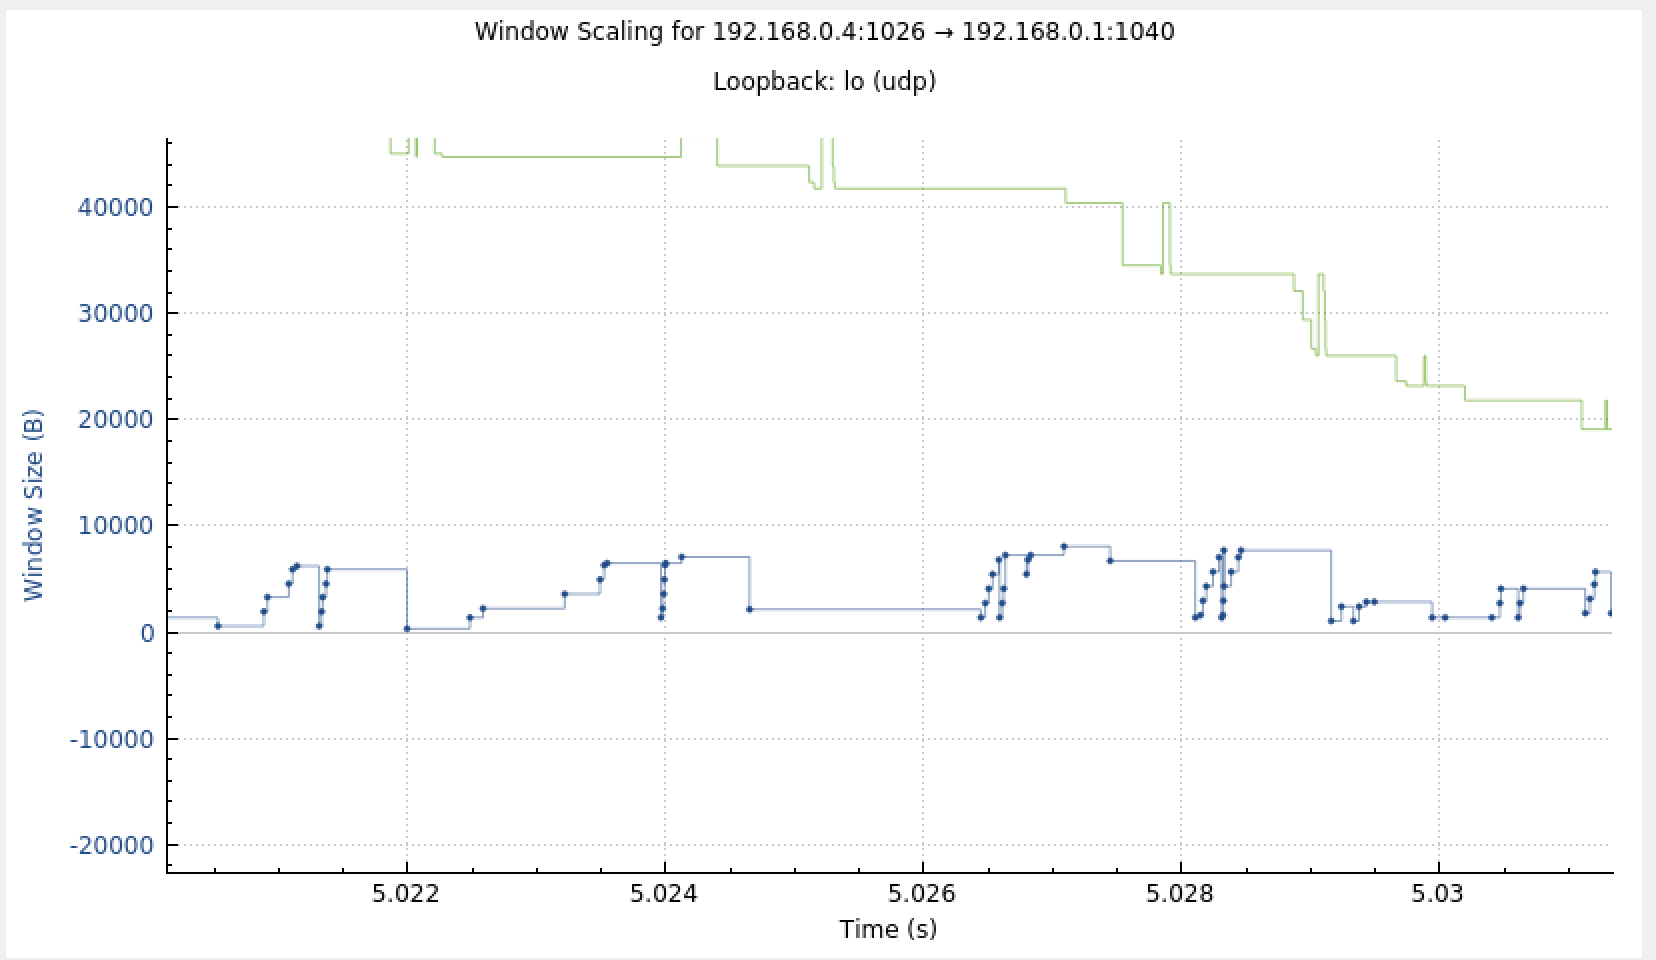 Window Scaling for 192.168.0.4:1026 → 192.168.0.1:1040
Loopback: lo (udp)
Window Size (B)
40000
30000
20000
10000
0
-10000
-20000
5.022 5.024 5.026 5.028 5.03
Time (s)